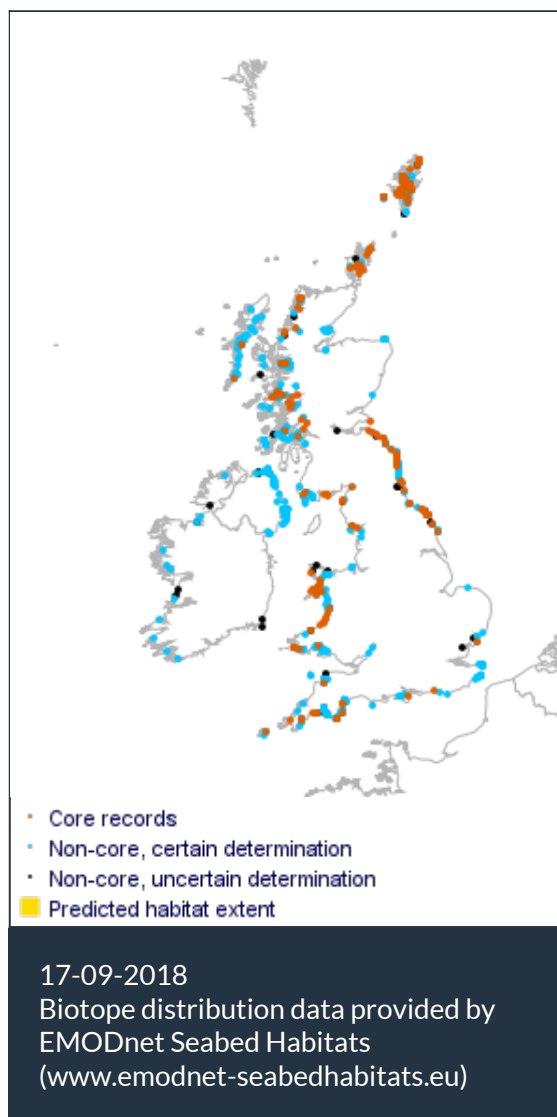 Core records
Non-core, certain determination
Non-core, uncertain determination
Predicted habitat extent
17-09-2018
Biotope distribution data provided by
EMODnet Seabed Habitats
(www.emodnet-seabedhabitats.eu)